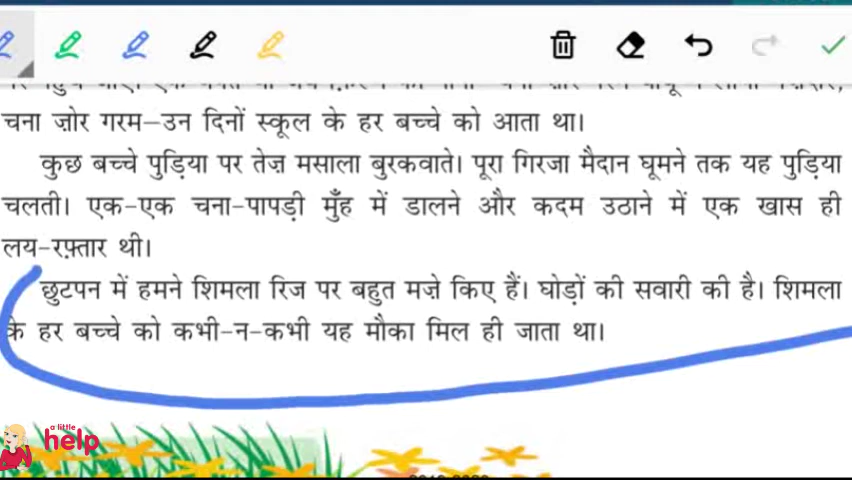 चना ज़ोर गरम–उन दिनों स्कूल के हर बच्चे को आता था।
कुछ बच्चे पुड़िया पर तेज़ मसाला बुरकवाते। पूरा गिरजा मैदान घूमने तक यह पुड़िया
चलती। एक-एक चना-पापड़ी मुँह में डालने और कदम उठाने में एक खास ही
लय-रफ़्तार थी।
छुटपन में हमने शिमला रिज पर बहुत मज़े किए हैं। घोड़ों की सवारी की है। शिमला
के हर बच्चे को कभी-न-कभी यह मौका मिल ही जाता था।
a little
help